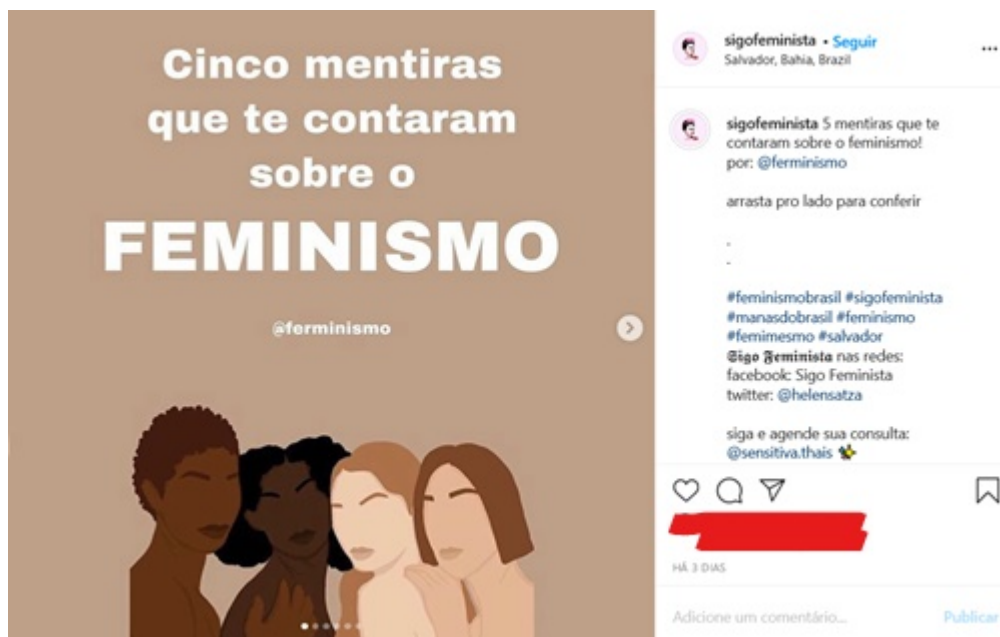 Cinco mentiras
que te contaram
sobre o
FEMINISMO
@ferminismo
sigofeminista • Seguir
Salvador, Bahia, Brazil
sigofeminista 5 mentiras que te
contaram sobre o feminismo!
por: @ferminismo
arrasta pro lado para conferir
.
.
#feminismobrasil #sigofeminista
#manasdobrasil #feminismo
#femimesmo #salvador
𝕾𝖎𝖌𝖔 𝕱𝖊𝖒𝖎𝖓𝖎𝖘𝖙𝖆 nas redes:
facebook: Sigo Feminista
twitter: @helensatza
siga e agende sua consulta:
@sensitiva.thais
HÁ 3 DIAS
Adicione um comentário... Publicar